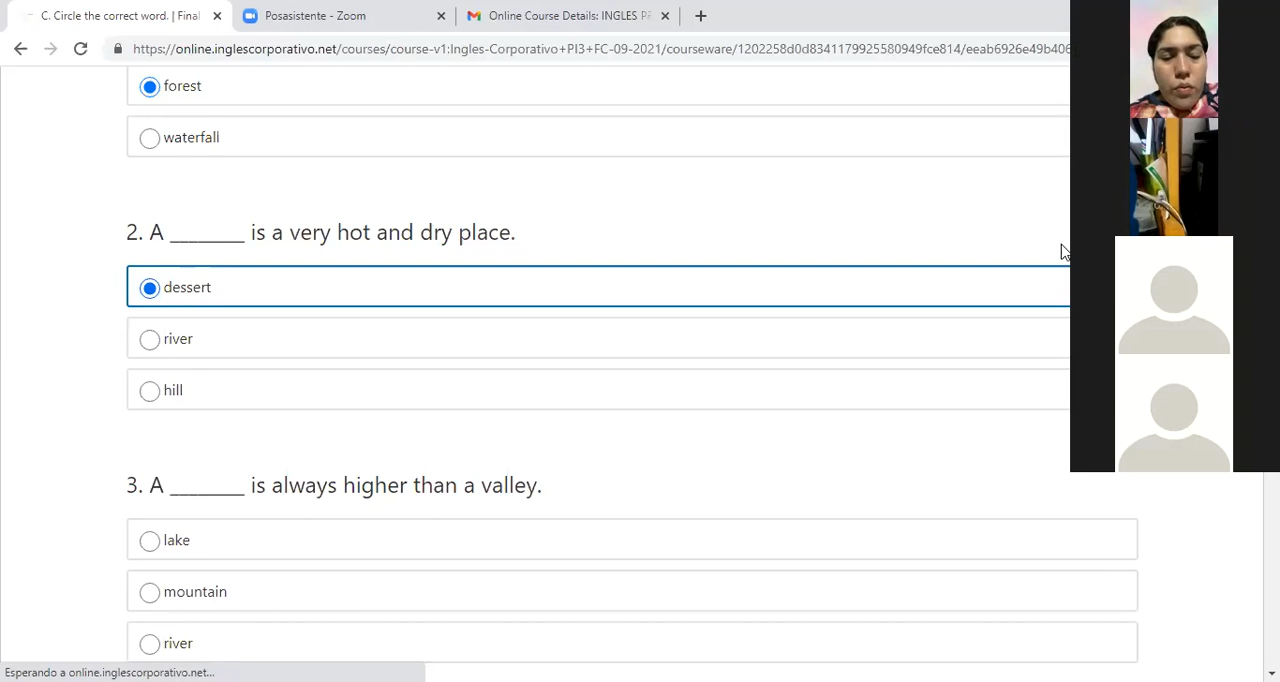 C. Circle the correct word. | Final
Posasistente - Zoom
Online Course Details: INGLES PA
https://online.inglescorporativo.net/courses/course-v1:Ingles-Corporativo+PI3+FC-09-2021/courseware/1202258d0d8341179925580949fce814/eeab6926e49b406
forest
waterfall
2. A ________ is a very hot and dry place.
dessert
river
hill
3. A ________ is always higher than a valley.
lake
mountain
river
Esperando a online.inglescorporativo.net...